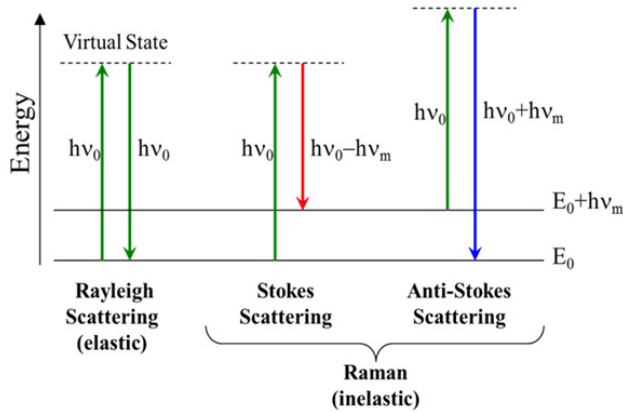 Energy
Virtual State
hν₀
hν₀
hν₀
hν₀–hνₘ
hν₀
hν₀+hνₘ
E₀+hνₘ
E₀
Rayleigh
Scattering
(elastic)
Stokes
Scattering
Anti-Stokes
Scattering
Raman
(inelastic)